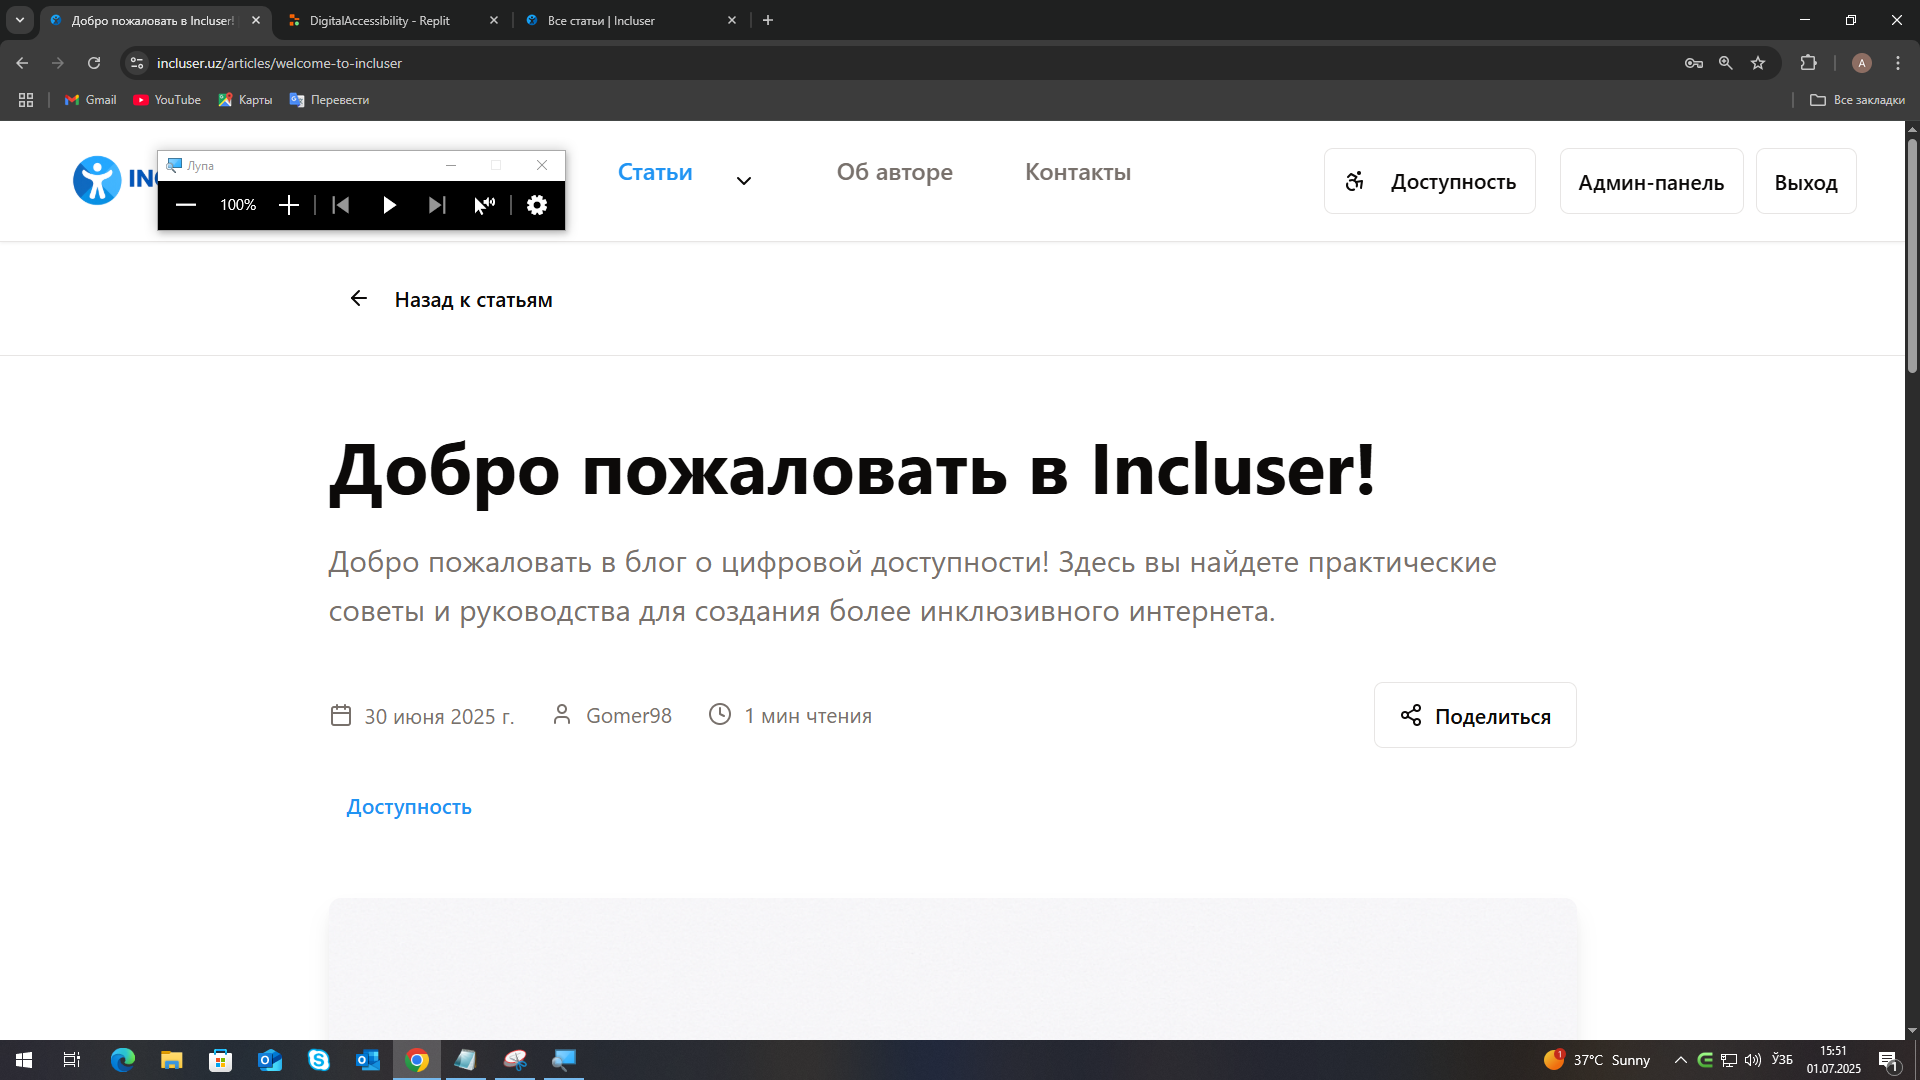 Добро пожаловать в Incluser!
DigitalAccessibility - Replit
Все статьи | Incluser
incluser.uz/articles/welcome-to-incluser
A
Gmail
YouTube
Карты
Перевести
Все закладки
Лупа
100%
Статьи
Об авторе
Контакты
Доступность
Админ-панель
Выход
Назад к статьям
Добро пожаловать в Incluser!
Добро пожаловать в блог о цифровой доступности! Здесь вы найдете практические
советы и руководства для создания более инклюзивного интернета.
30 июня 2025 г.
Gomer98
1 мин чтения
Поделиться
Доступность
1
37°C Sunny
ЎЗБ
15:51
01.07.2025
1